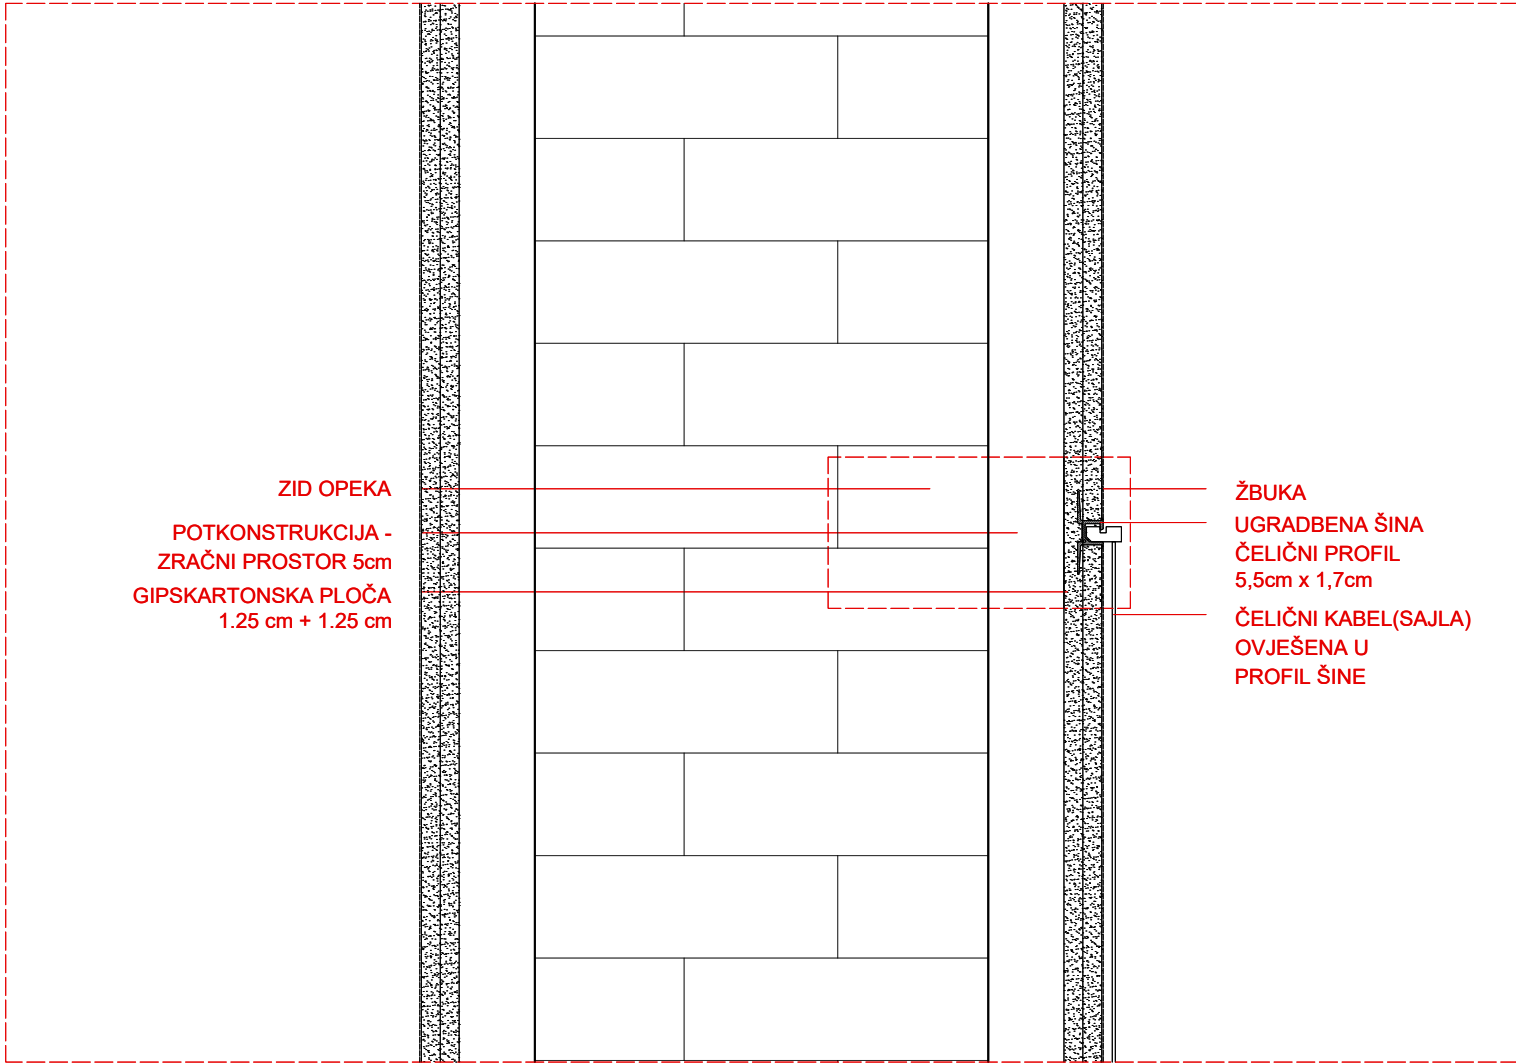 ZID OPEKA
POTKONSTRUKCIJA -
ZRAČNI PROSTOR 5cm
GIPSKARTONSKA PLOČA
1.25 cm + 1.25 cm
ŽBUKA
UGRADBENA ŠINA
ČELIČNI PROFIL
5,5cm x 1,7cm
ČELIČNI KABEL(SAJLA)
OVJEŠENA U
PROFIL ŠINE